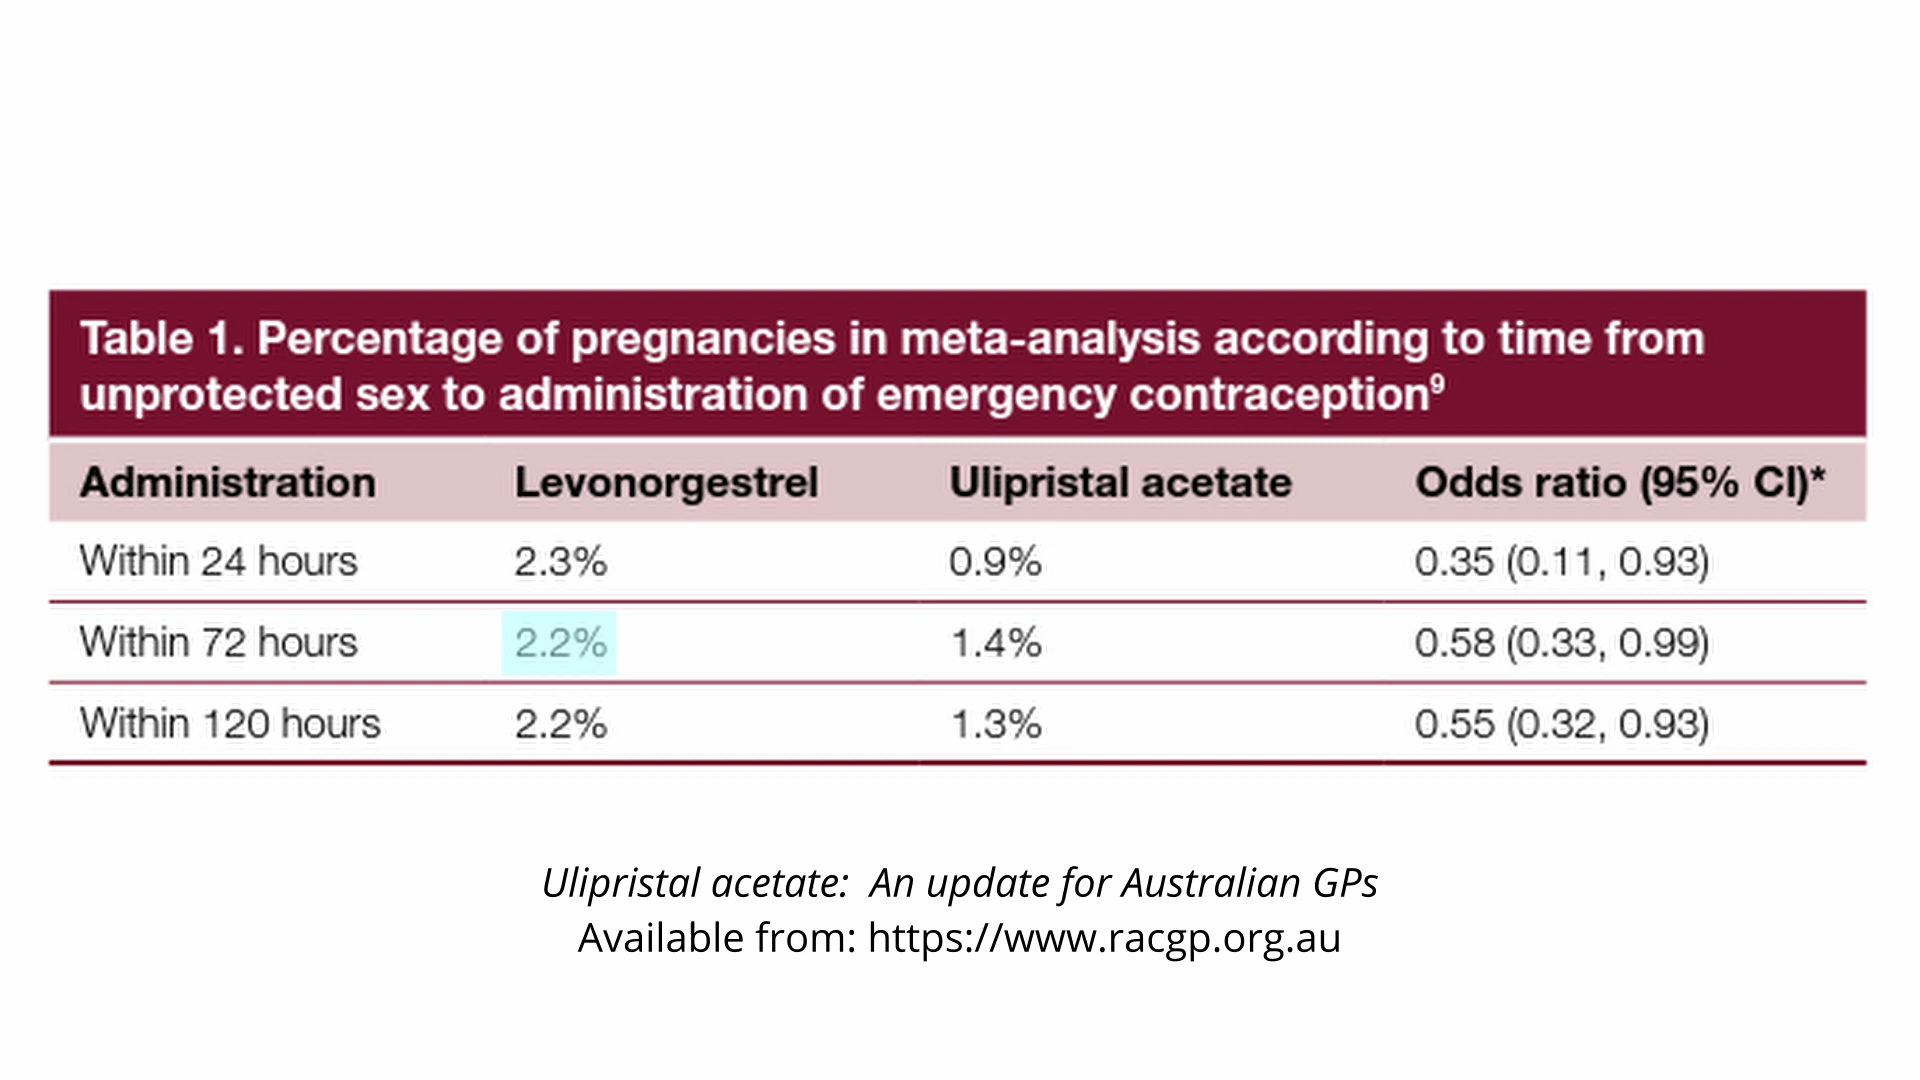 Table 1. Percentage of pregnancies in meta-analysis according to time from
unprotected sex to administration of emergency contraception⁹
Administration Levonorgestrel Ulipristal acetate Odds ratio (95% CI)*
Within 24 hours 2.3% 0.9% 0.35 (0.11, 0.93)
Within 72 hours 2.2% 1.4% 0.58 (0.33, 0.99)
Within 120 hours 2.2% 1.3% 0.55 (0.32, 0.93)
Ulipristal acetate: An update for Australian GPs
Available from: https://www.racgp.org.au